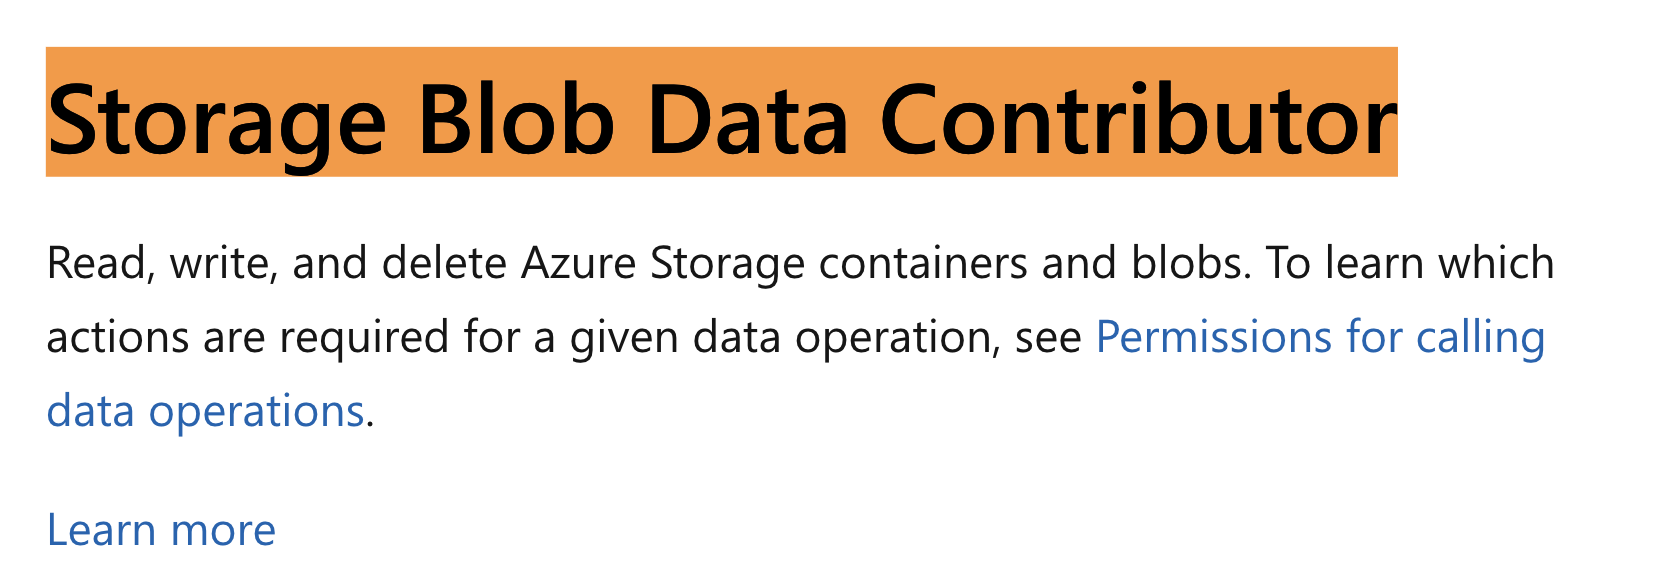 Storage Blob Data Contributor
Read, write, and delete Azure Storage containers and blobs. To learn which
actions are required for a given data operation, see Permissions for calling
data operations.
Learn more